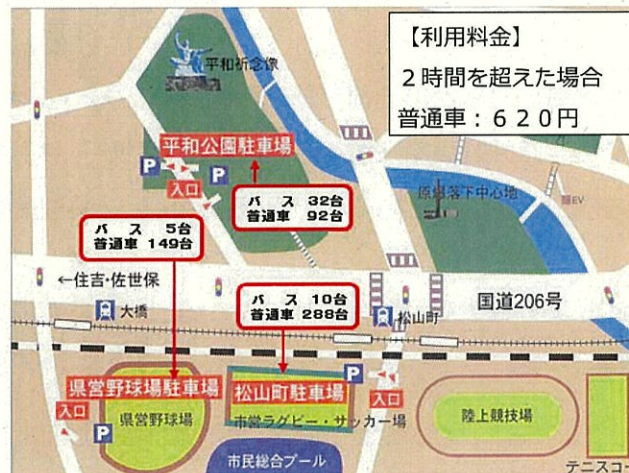 【利用料金】
２時間を超えた場合
普通車：６２０円
平和祈念像
平和公園駐車場
P
入口
P
バス 32台
普通車 92台
原爆落下中心地
EV
バス 5台
普通車 149台
←住吉・佐世保
大橋
バス 10台
普通車 288台
松山町
国道206号
県営野球場駐車場
松山町駐車場
P
入口
入口
県営野球場
市営ラグビー・サッカー場
陸上競技場
P
市民総合プール
テニスコー